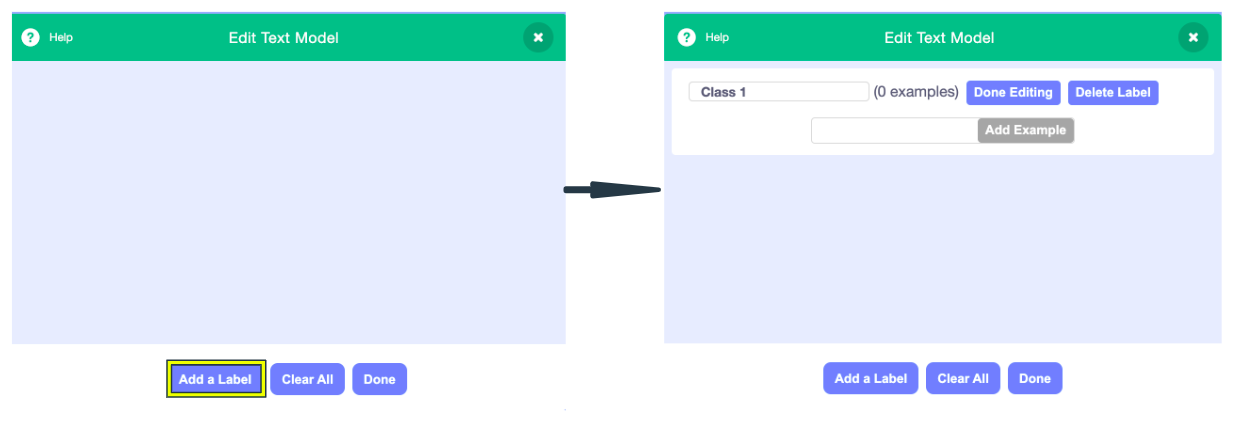 ? Help Edit Text Model ×
Add a Label Clear All Done
? Help Edit Text Model ×
Class 1 (0 examples) Done Editing Delete Label
Add Example
Add a Label Clear All Done